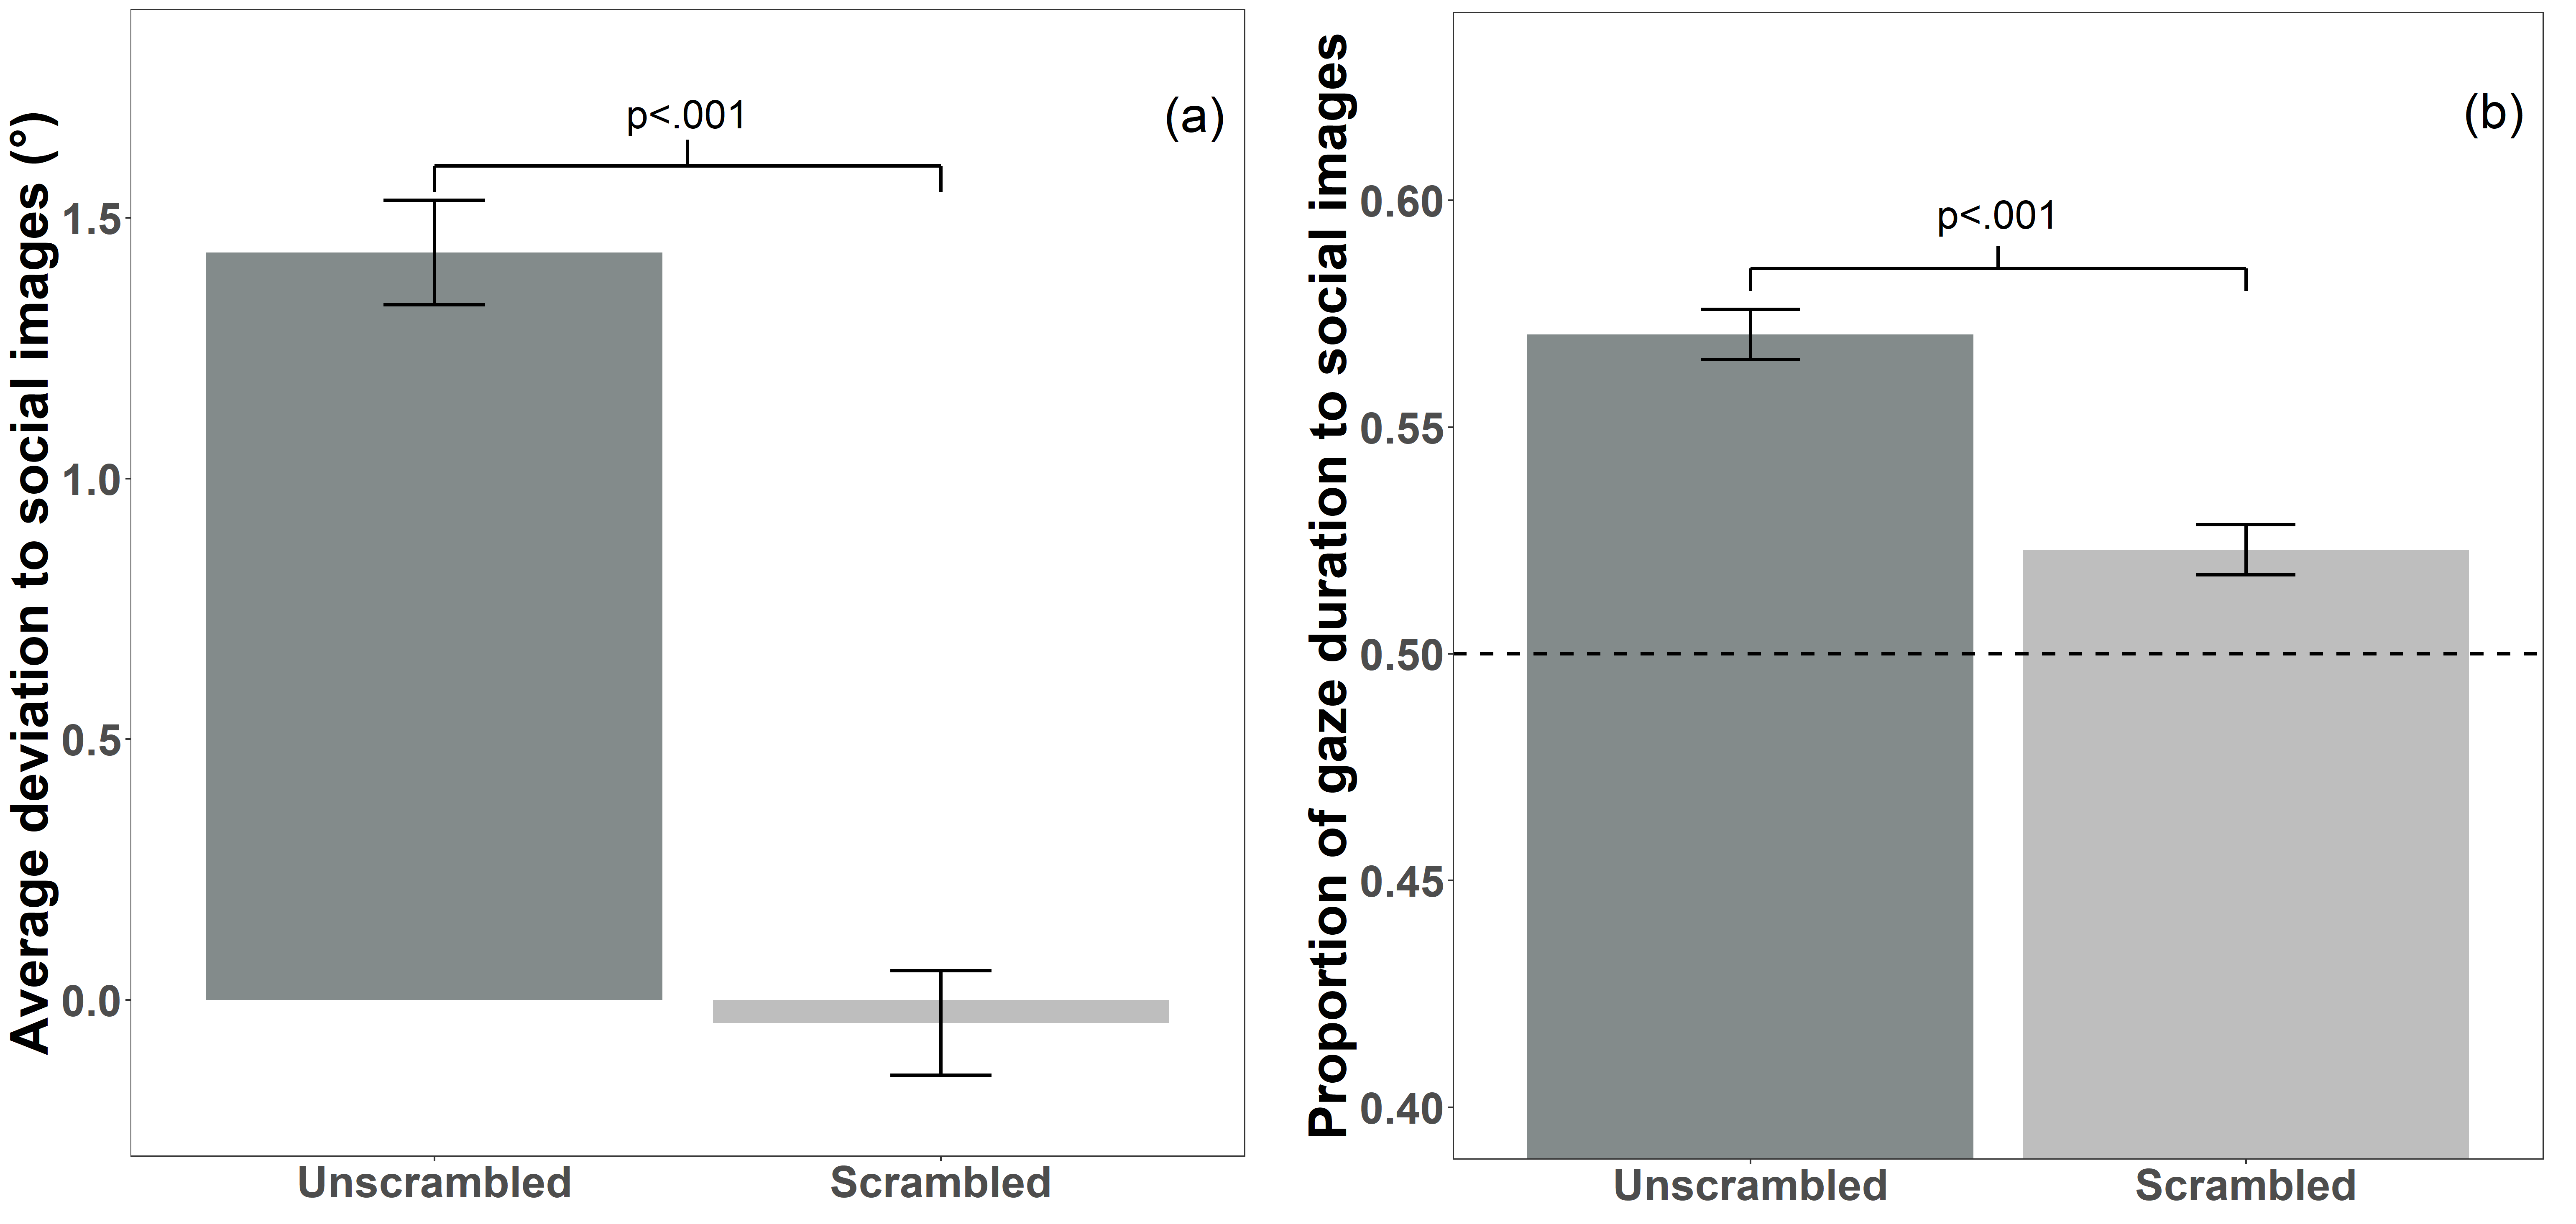 Average deviation to social images (°)
1.5
1.0
0.5
0.0
p<.001
(a)
Unscrambled
Scrambled
Proportion of gaze duration to social images
0.60
0.55
0.50
0.45
0.40
p<.001
(b)
Unscrambled
Scrambled